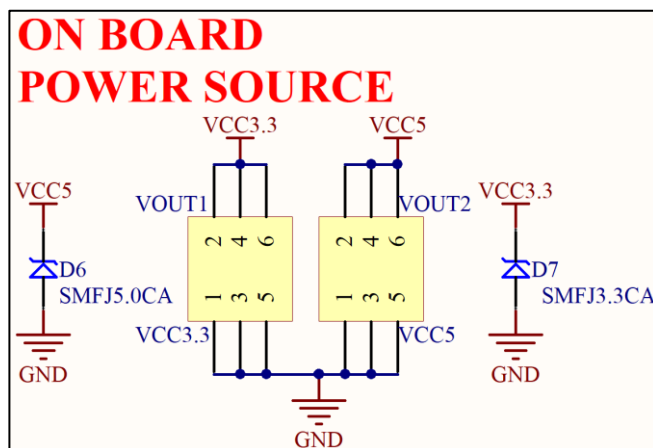 ON BOARD
POWER SOURCE
VCC3.3
VCC5
VCC5
VOUT1
VOUT2
VCC3.3
2 4 6
2 4 6
D6
SMFJ5.0CA
D7
SMFJ3.3CA
1 3 5
1 3 5
VCC3.3
VCC5
GND
GND
GND